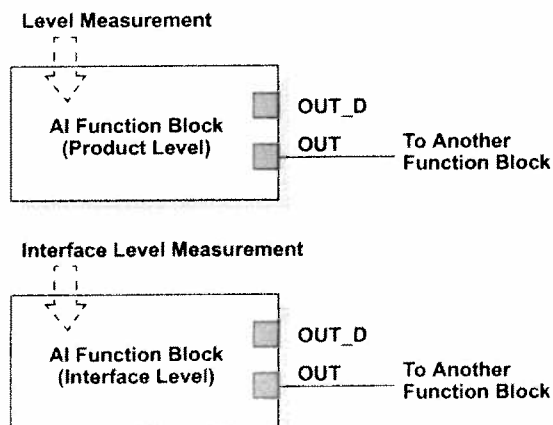 Level Measurement
AI Function Block
(Product Level)
OUT_D
OUT
To Another
Function Block
Interface Level Measurement
AI Function Block
(Interface Level)
OUT_D
OUT
To Another
Function Block